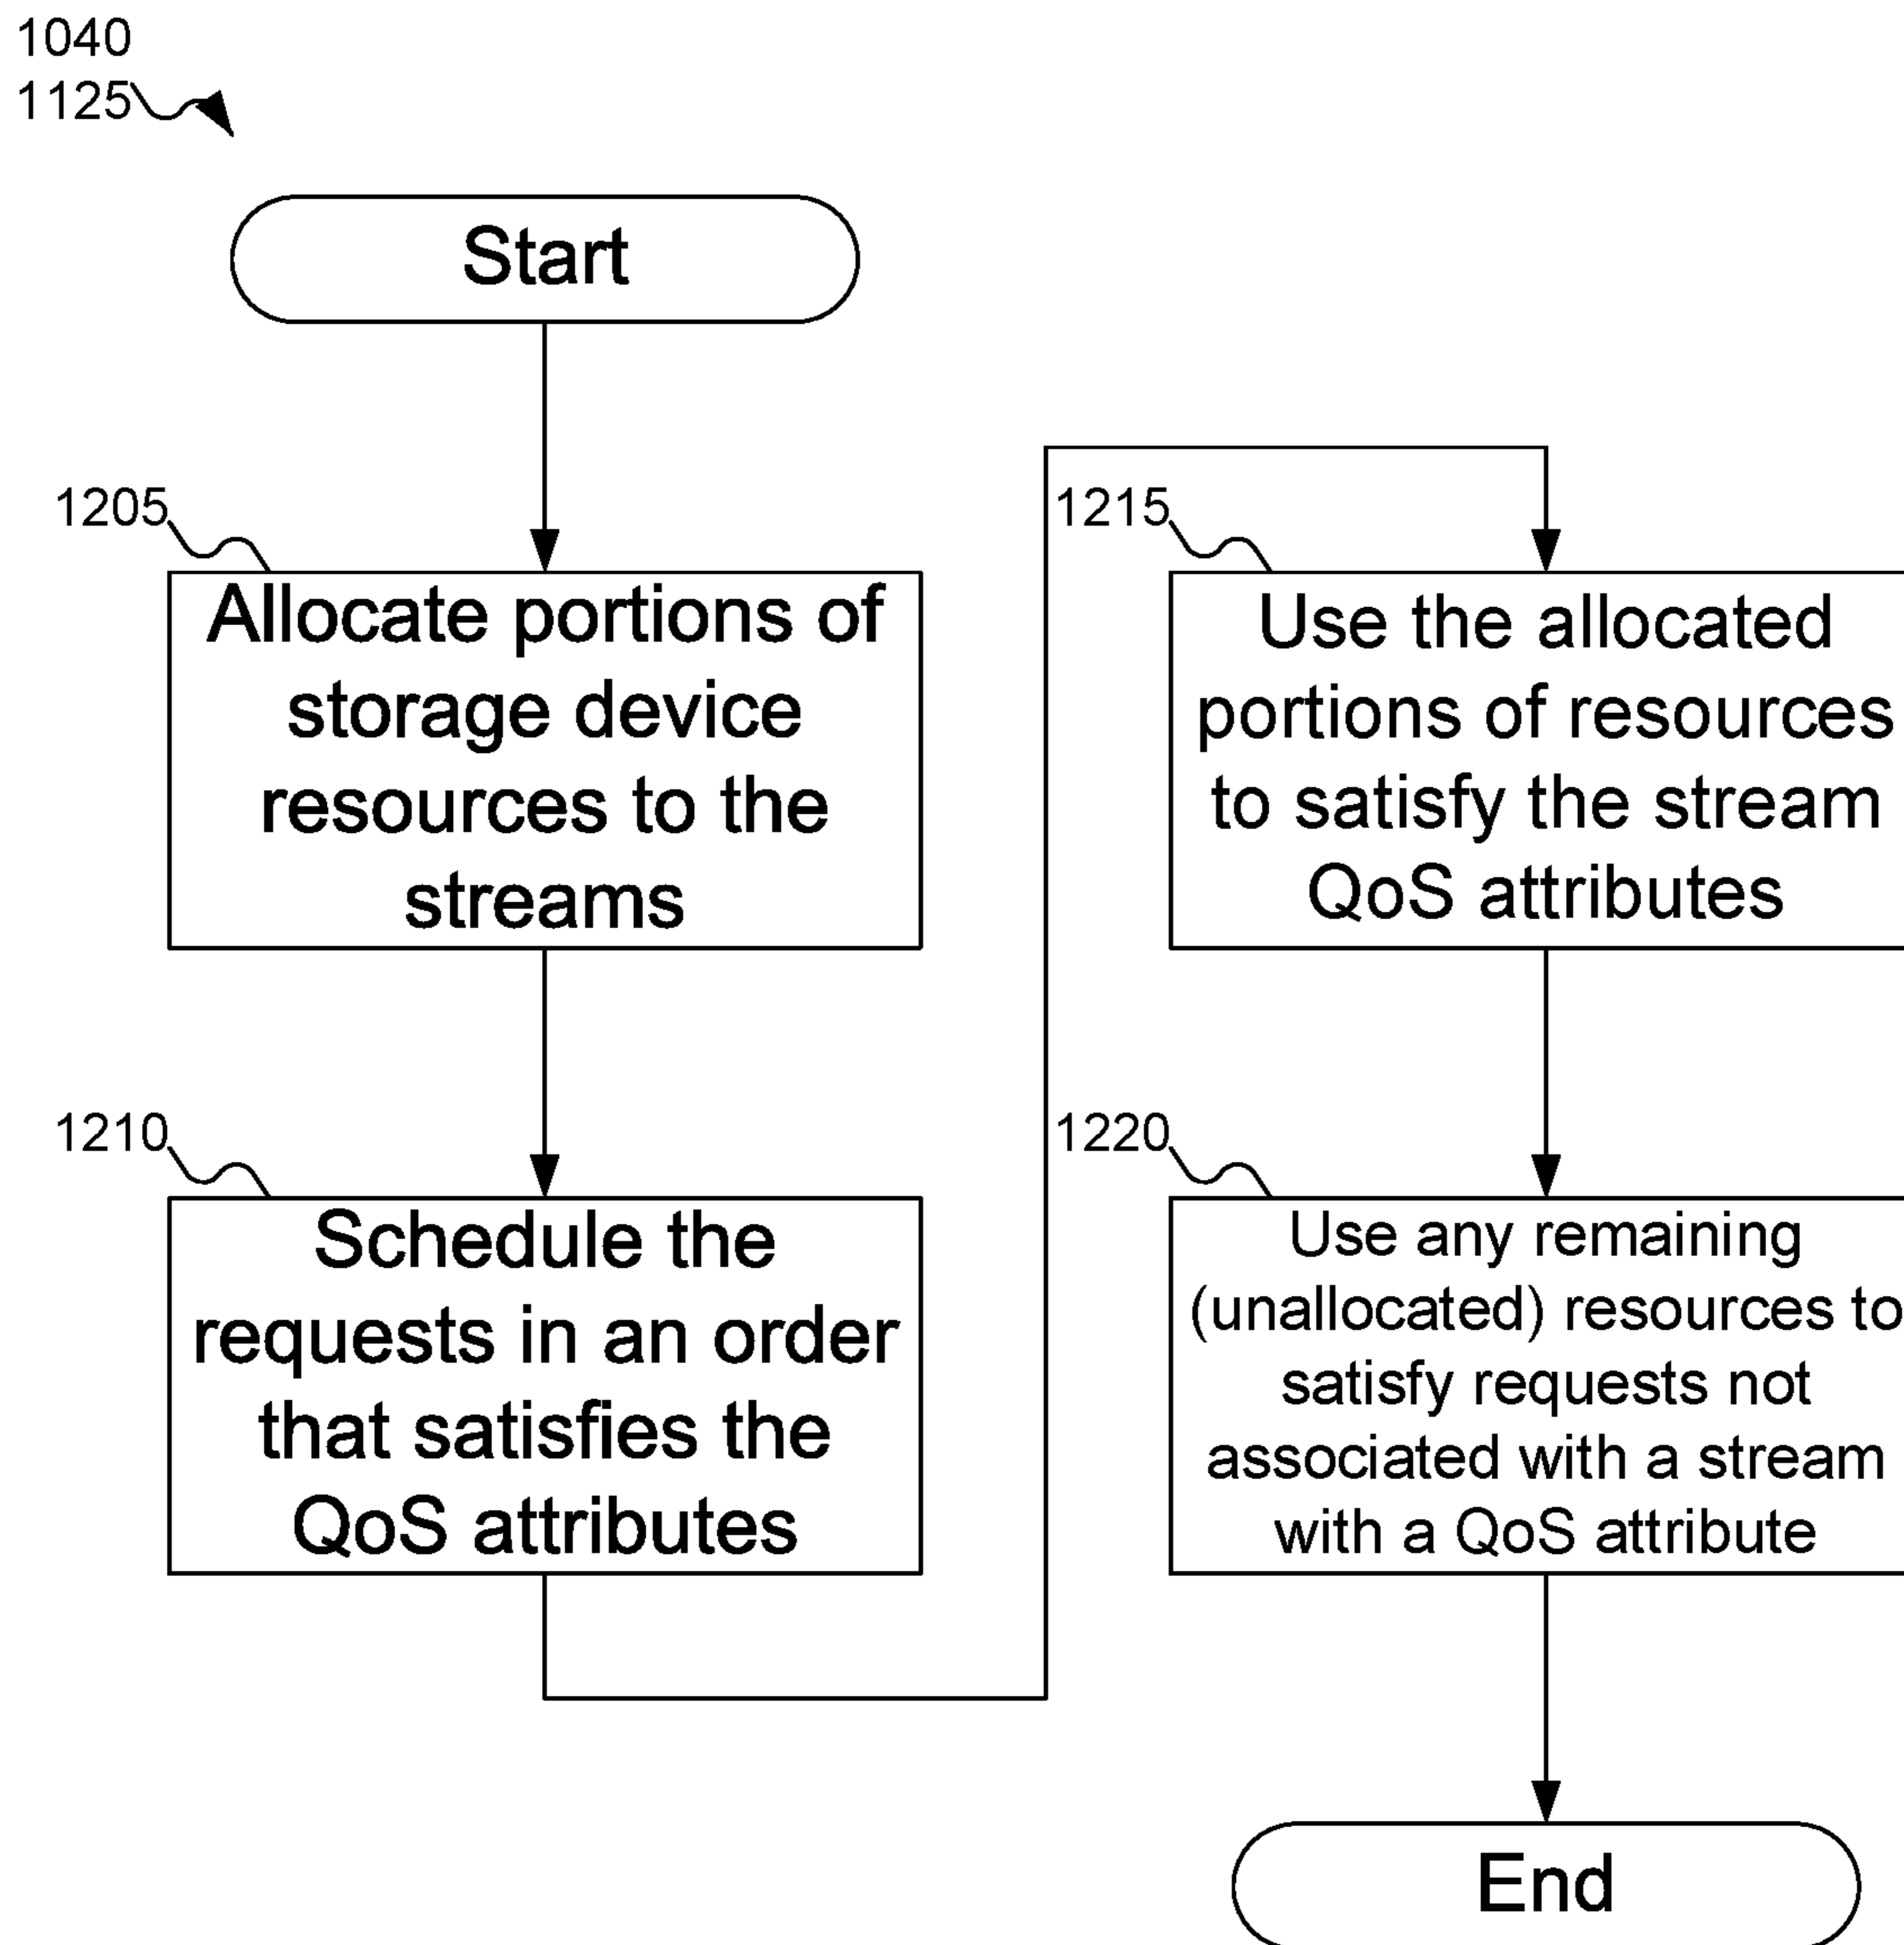 1040
1125
Start
1205
Allocate portions of
storage device
resources to the
streams
1210
Schedule the
requests in an order
that satisfies the
QoS attributes
1215
Use the allocated
portions of resources
to satisfy the stream
QoS attributes
1220
Use any remaining
(unallocated) resources to
satisfy requests not
associated with a stream
with a QoS attribute
End